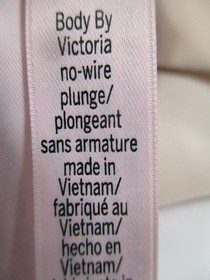 Body By
Victoria
no-wire
plunge/
plongeant
sans armature
made in
Vietnam/
fabriqué au
Vietnam/
hecho en
Vietnam/